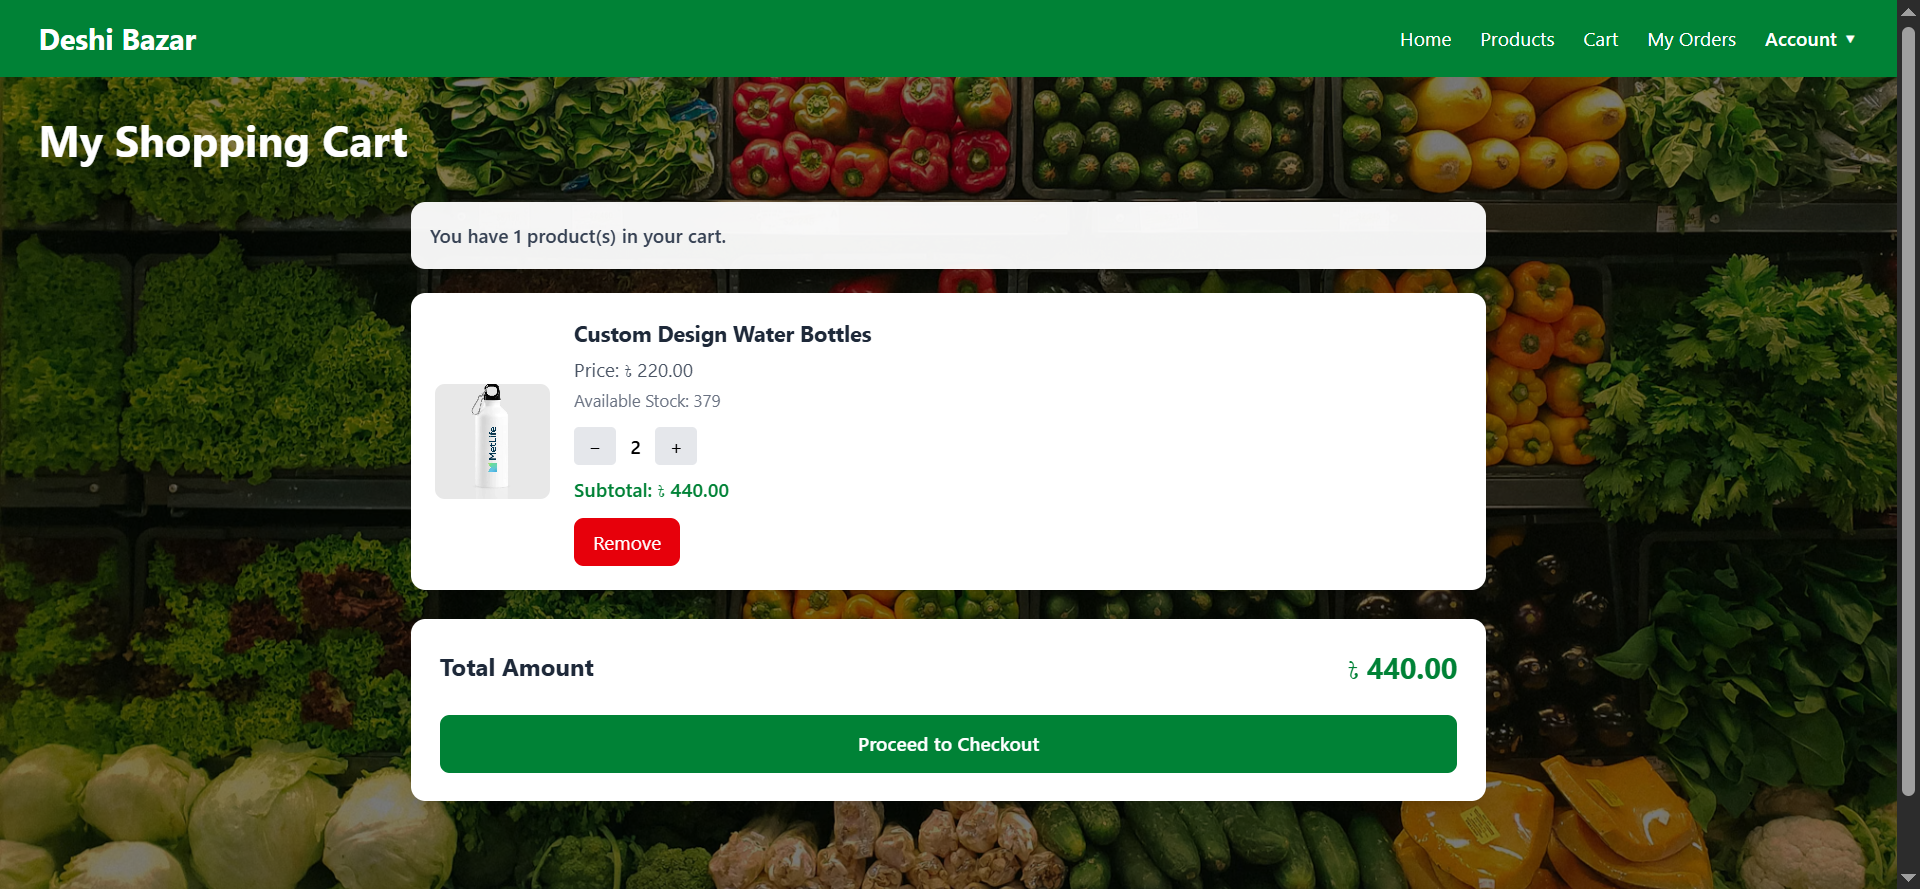 Deshi Bazar
Home Products Cart My Orders Account ▼
My Shopping Cart
You have 1 product(s) in your cart.
Custom Design Water Bottles
Price: ৳ 220.00
Available Stock: 379
− 2 +
Subtotal: ৳ 440.00
Remove
MetLife
Total Amount ৳ 440.00
Proceed to Checkout